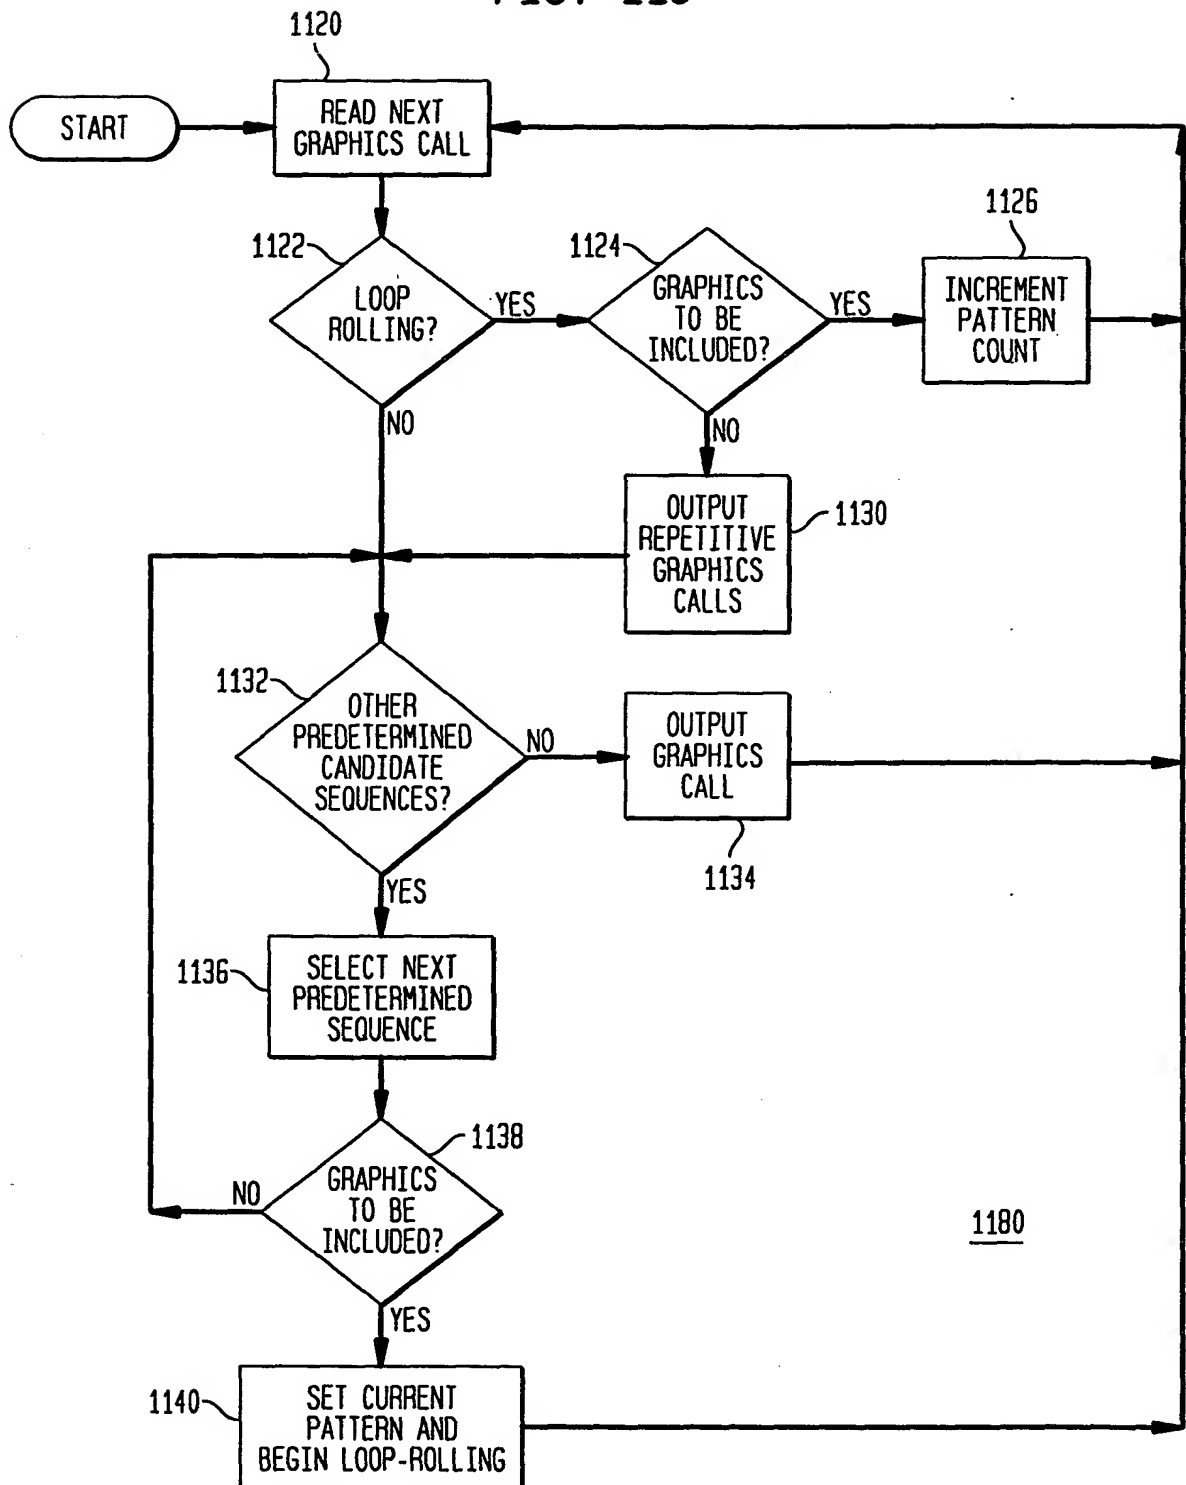 1120
START
READ NEXT
GRAPHICS CALL
1126
1122
1124
LOOP
ROLLING?
YES
GRAPHICS
TO BE
INCLUDED?
YES
INCREMENT
PATTERN
COUNT
NO
NO
OUTPUT
REPETITIVE
GRAPHICS
CALLS
1130
1132
OTHER
PREDETERMINED
CANDIDATE
SEQUENCES?
NO
OUTPUT
GRAPHICS
CALL
1134
YES
1136
SELECT NEXT
PREDETERMINED
SEQUENCE
1138
GRAPHICS
TO BE
INCLUDED?
NO
1180
YES
1140
SET CURRENT
PATTERN AND
BEGIN LOOP-ROLLING